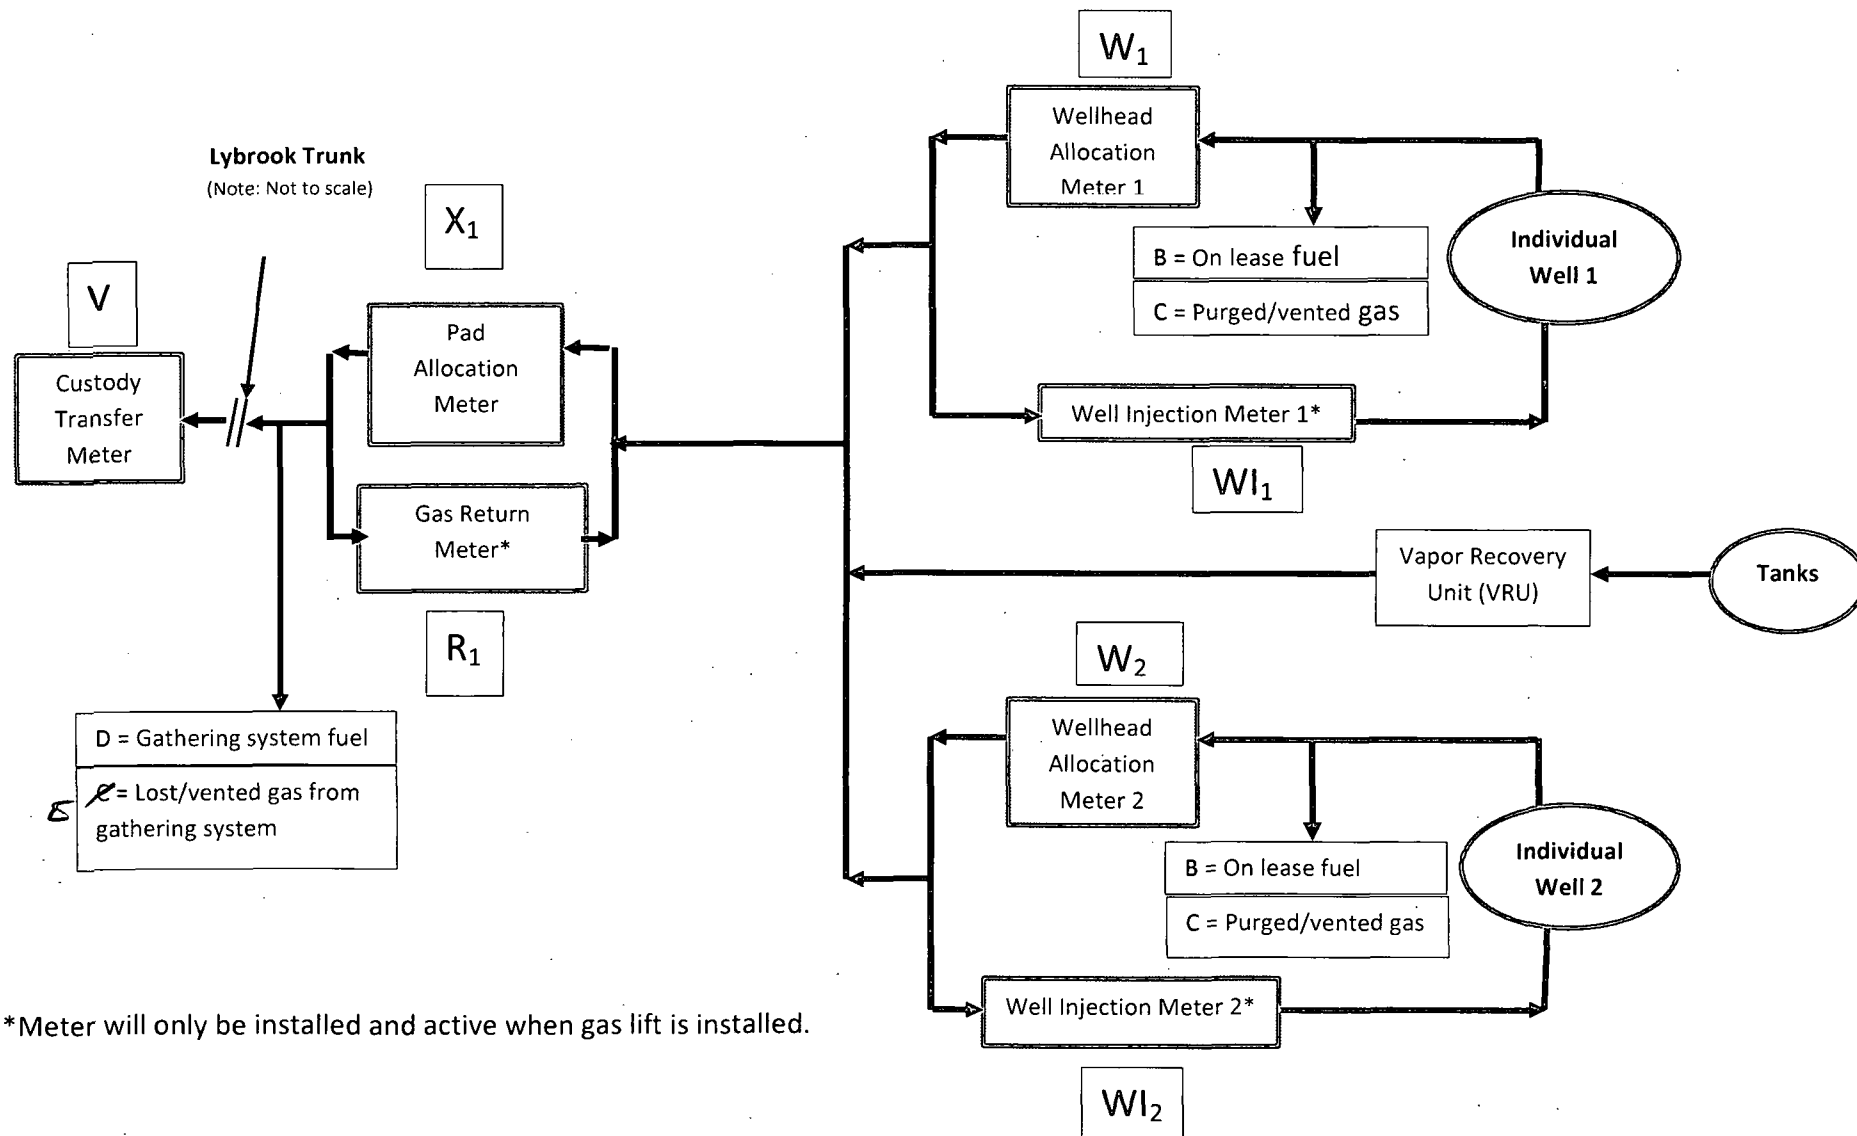 W₁
Wellhead
Allocation
Meter 1
Lybrook Trunk
(Note: Not to scale)
X₁
V
Custody
Transfer
Meter
Pad
Allocation
Meter
Gas Return
Meter*
R₁
B = On lease fuel
C = Purged/vented gas
Individual
Well 1
Well Injection Meter 1*
WI₁
Vapor Recovery
Unit (VRU)
Tanks
W₂
Wellhead
Allocation
Meter 2
D = Gathering system fuel
E C = Lost/vented gas from
gathering system
B = On lease fuel
C = Purged/vented gas
Individual
Well 2
Well Injection Meter 2*
WI₂
*Meter will only be installed and active when gas lift is installed.